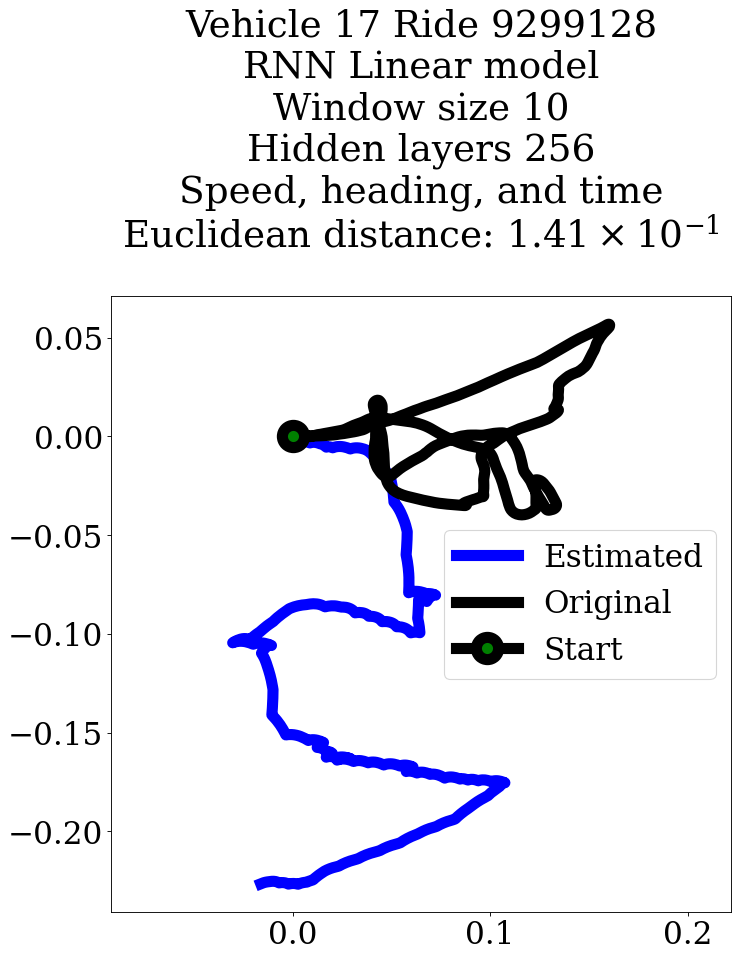 Vehicle 17 Ride 9299128
RNN Linear model
Window size 10
Hidden layers 256
Speed, heading, and time
Euclidean distance: 1.41 × 10⁻¹
0.05
0.00
−0.05
−0.10
−0.15
−0.20
Estimated
Original
Start
0.0 0.1 0.2